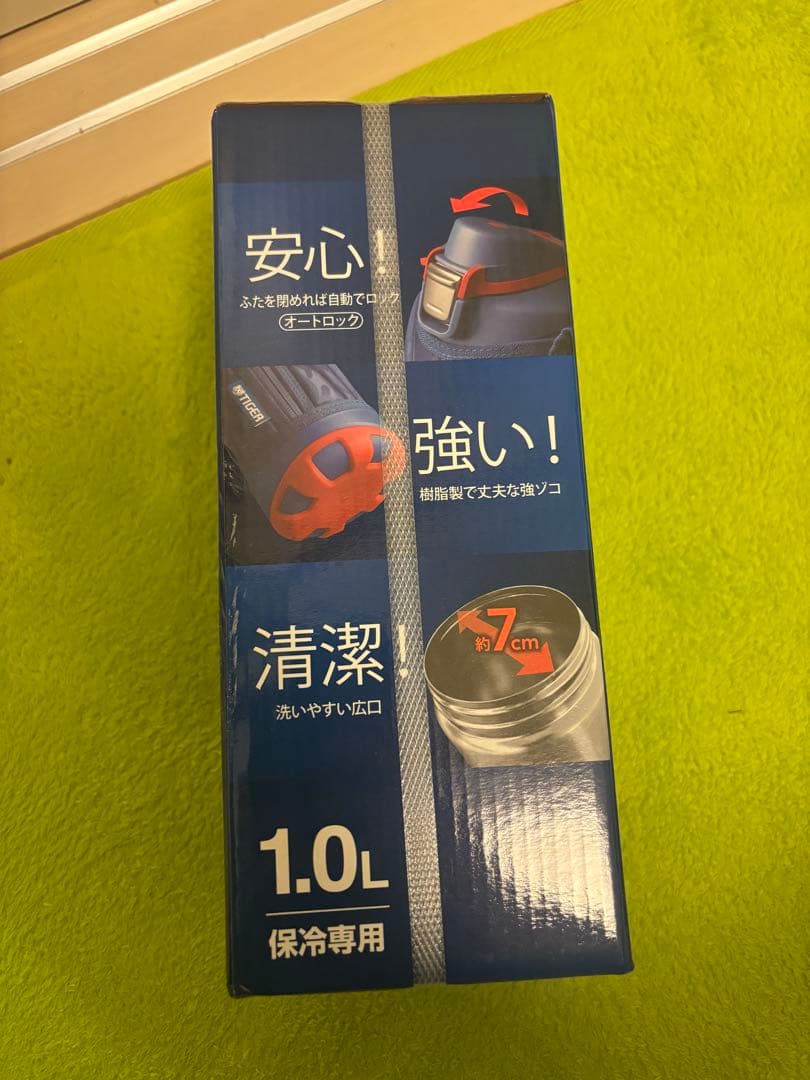 安心!
ふたを閉めれば自動でロック
オートロック
TIGER
強い!
樹脂製で丈夫な強ゾコ
清潔!
洗いやすい広口
約7cm
1.0L
保冷専用